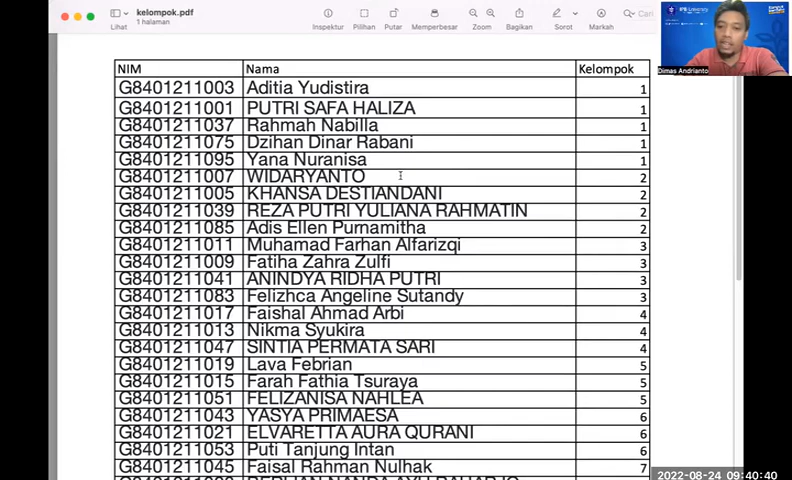 kelompok.pdf
1 halaman
Lihat
Inspektur
Pilihan
Putar
Memperbesar
Zoom
Bagikan
Sorot
Markah
Cari
Dimas Andrianto
NIM Nama Kelompok
G8401211003 Aditia Yudistira 1
G8401211001 PUTRI SAFA HALIZA 1
G8401211037 Rahmah Nabilla 1
G8401211075 Dzihan Dinar Rabani 1
G8401211095 Yana Nuranisa 1
G8401211007 WIDARYANTO 2
G8401211005 KHANSA DESTIANDANI 2
G8401211039 REZA PUTRI YULIANA RAHMATIN 2
G8401211085 Adis Ellen Purnamitha 2
G8401211011 Muhamad Farhan Alfarizqi 3
G8401211009 Fatiha Zahra Zulfi 3
G8401211041 ANINDYA RIDHA PUTRI 3
G8401211083 Felizhca Angeline Sutandy 3
G8401211017 Faishal Ahmad Arbi 4
G8401211013 Nikma Syukira 4
G8401211047 SINTIA PERMATA SARI 4
G8401211019 Lava Febrian 5
G8401211015 Farah Fathia Tsuraya 5
G8401211051 FELIZANISA NAHLEA 5
G8401211043 YASYA PRIMAESA 6
G8401211021 ELVARETTA AURA QURANI 6
G8401211053 Puti Tanjung Intan 6
G8401211045 Faisal Rahman Nulhak 7
2022-08-24 09:40:40